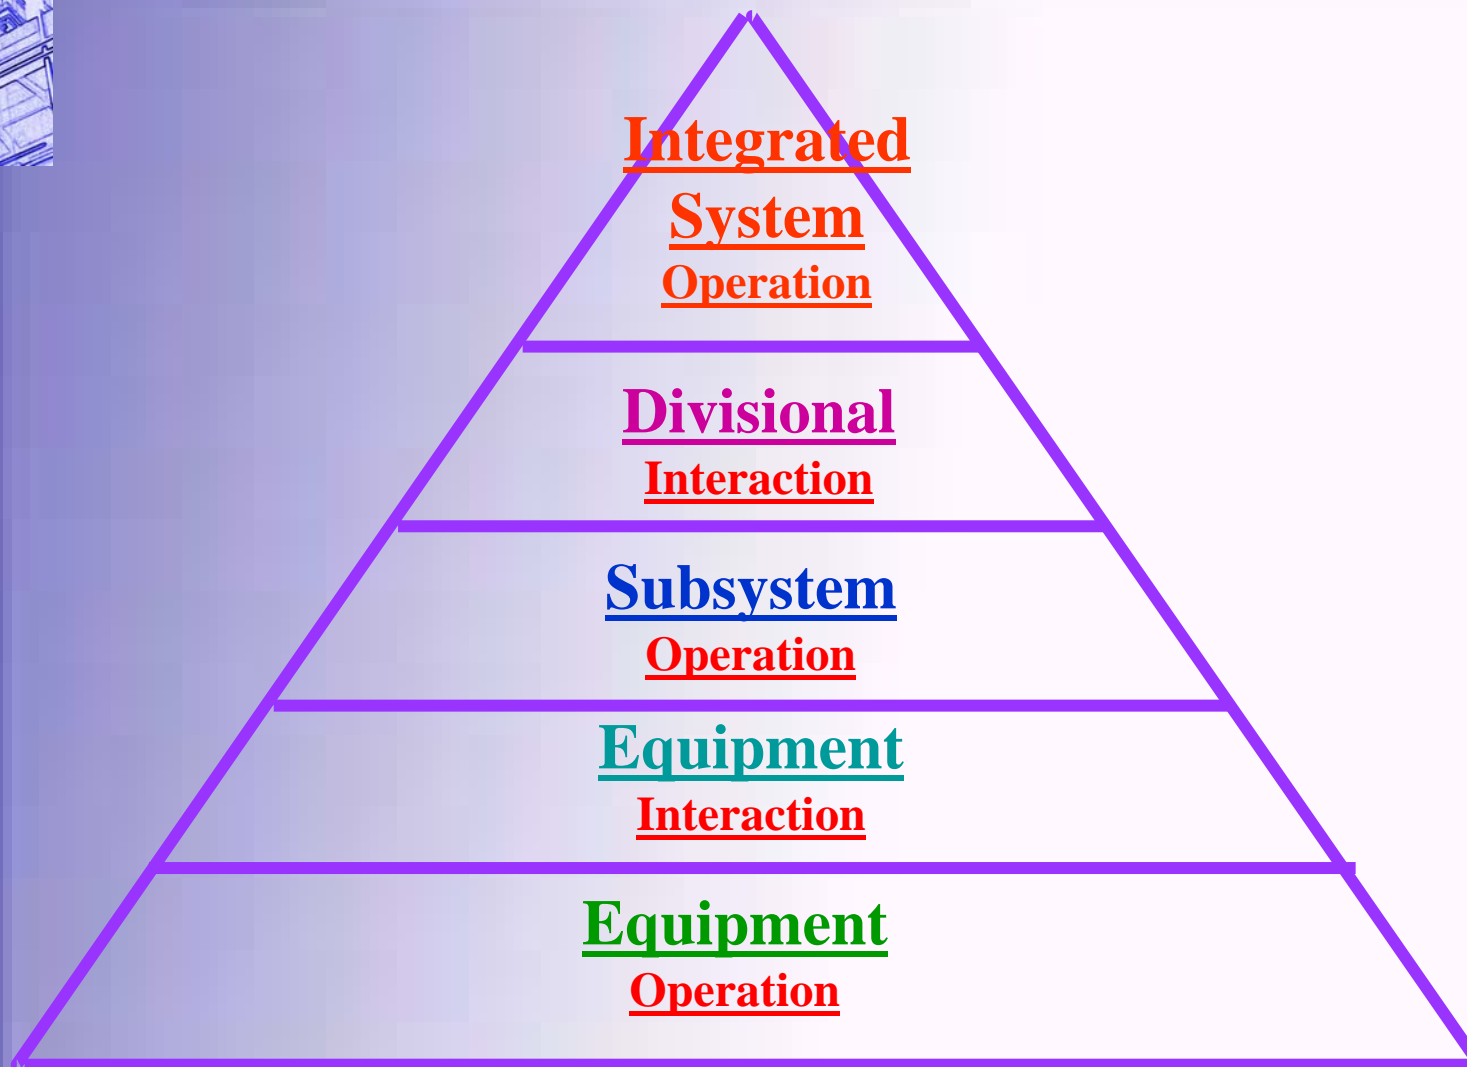 Integrated
System
Operation
Divisional
Interaction
Subsystem
Operation
Equipment
Interaction
Equipment
Operation